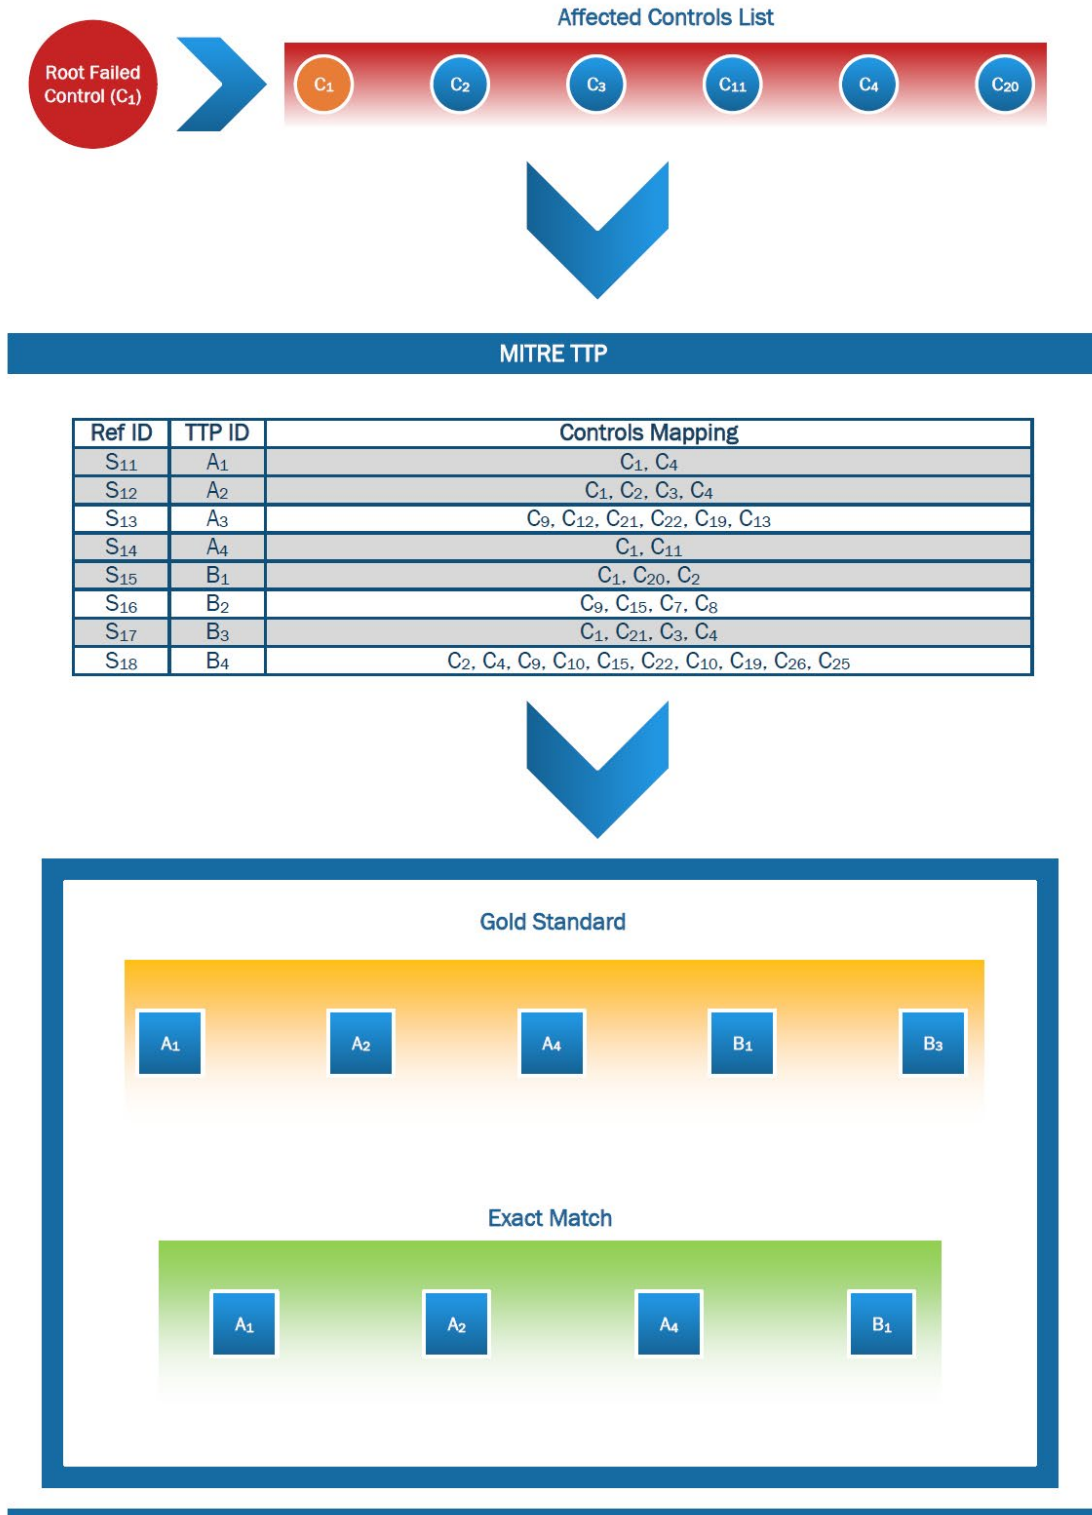 Affected Controls List
Root Failed
Control (C₁)
C₁ C₂ C₃ C₁₁ C₄ C₂₀
MITRE TTP
Ref ID TTP ID Controls Mapping
S₁₁ A₁ C₁, C₄
S₁₂ A₂ C₁, C₂, C₃, C₄
S₁₃ A₃ C₉, C₁₂, C₂₁, C₂₂, C₁₉, C₁₃
S₁₄ A₄ C₁, C₁₁
S₁₅ B₁ C₁, C₂₀, C₂
S₁₆ B₂ C₉, C₁₅, C₇, C₈
S₁₇ B₃ C₁, C₂₁, C₃, C₄
S₁₈ B₄ C₂, C₄, C₉, C₁₀, C₁₅, C₂₂, C₁₀, C₁₉, C₂₆, C₂₅
Gold Standard
A₁ A₂ A₄ B₁ B₃
Exact Match
A₁ A₂ A₄ B₁